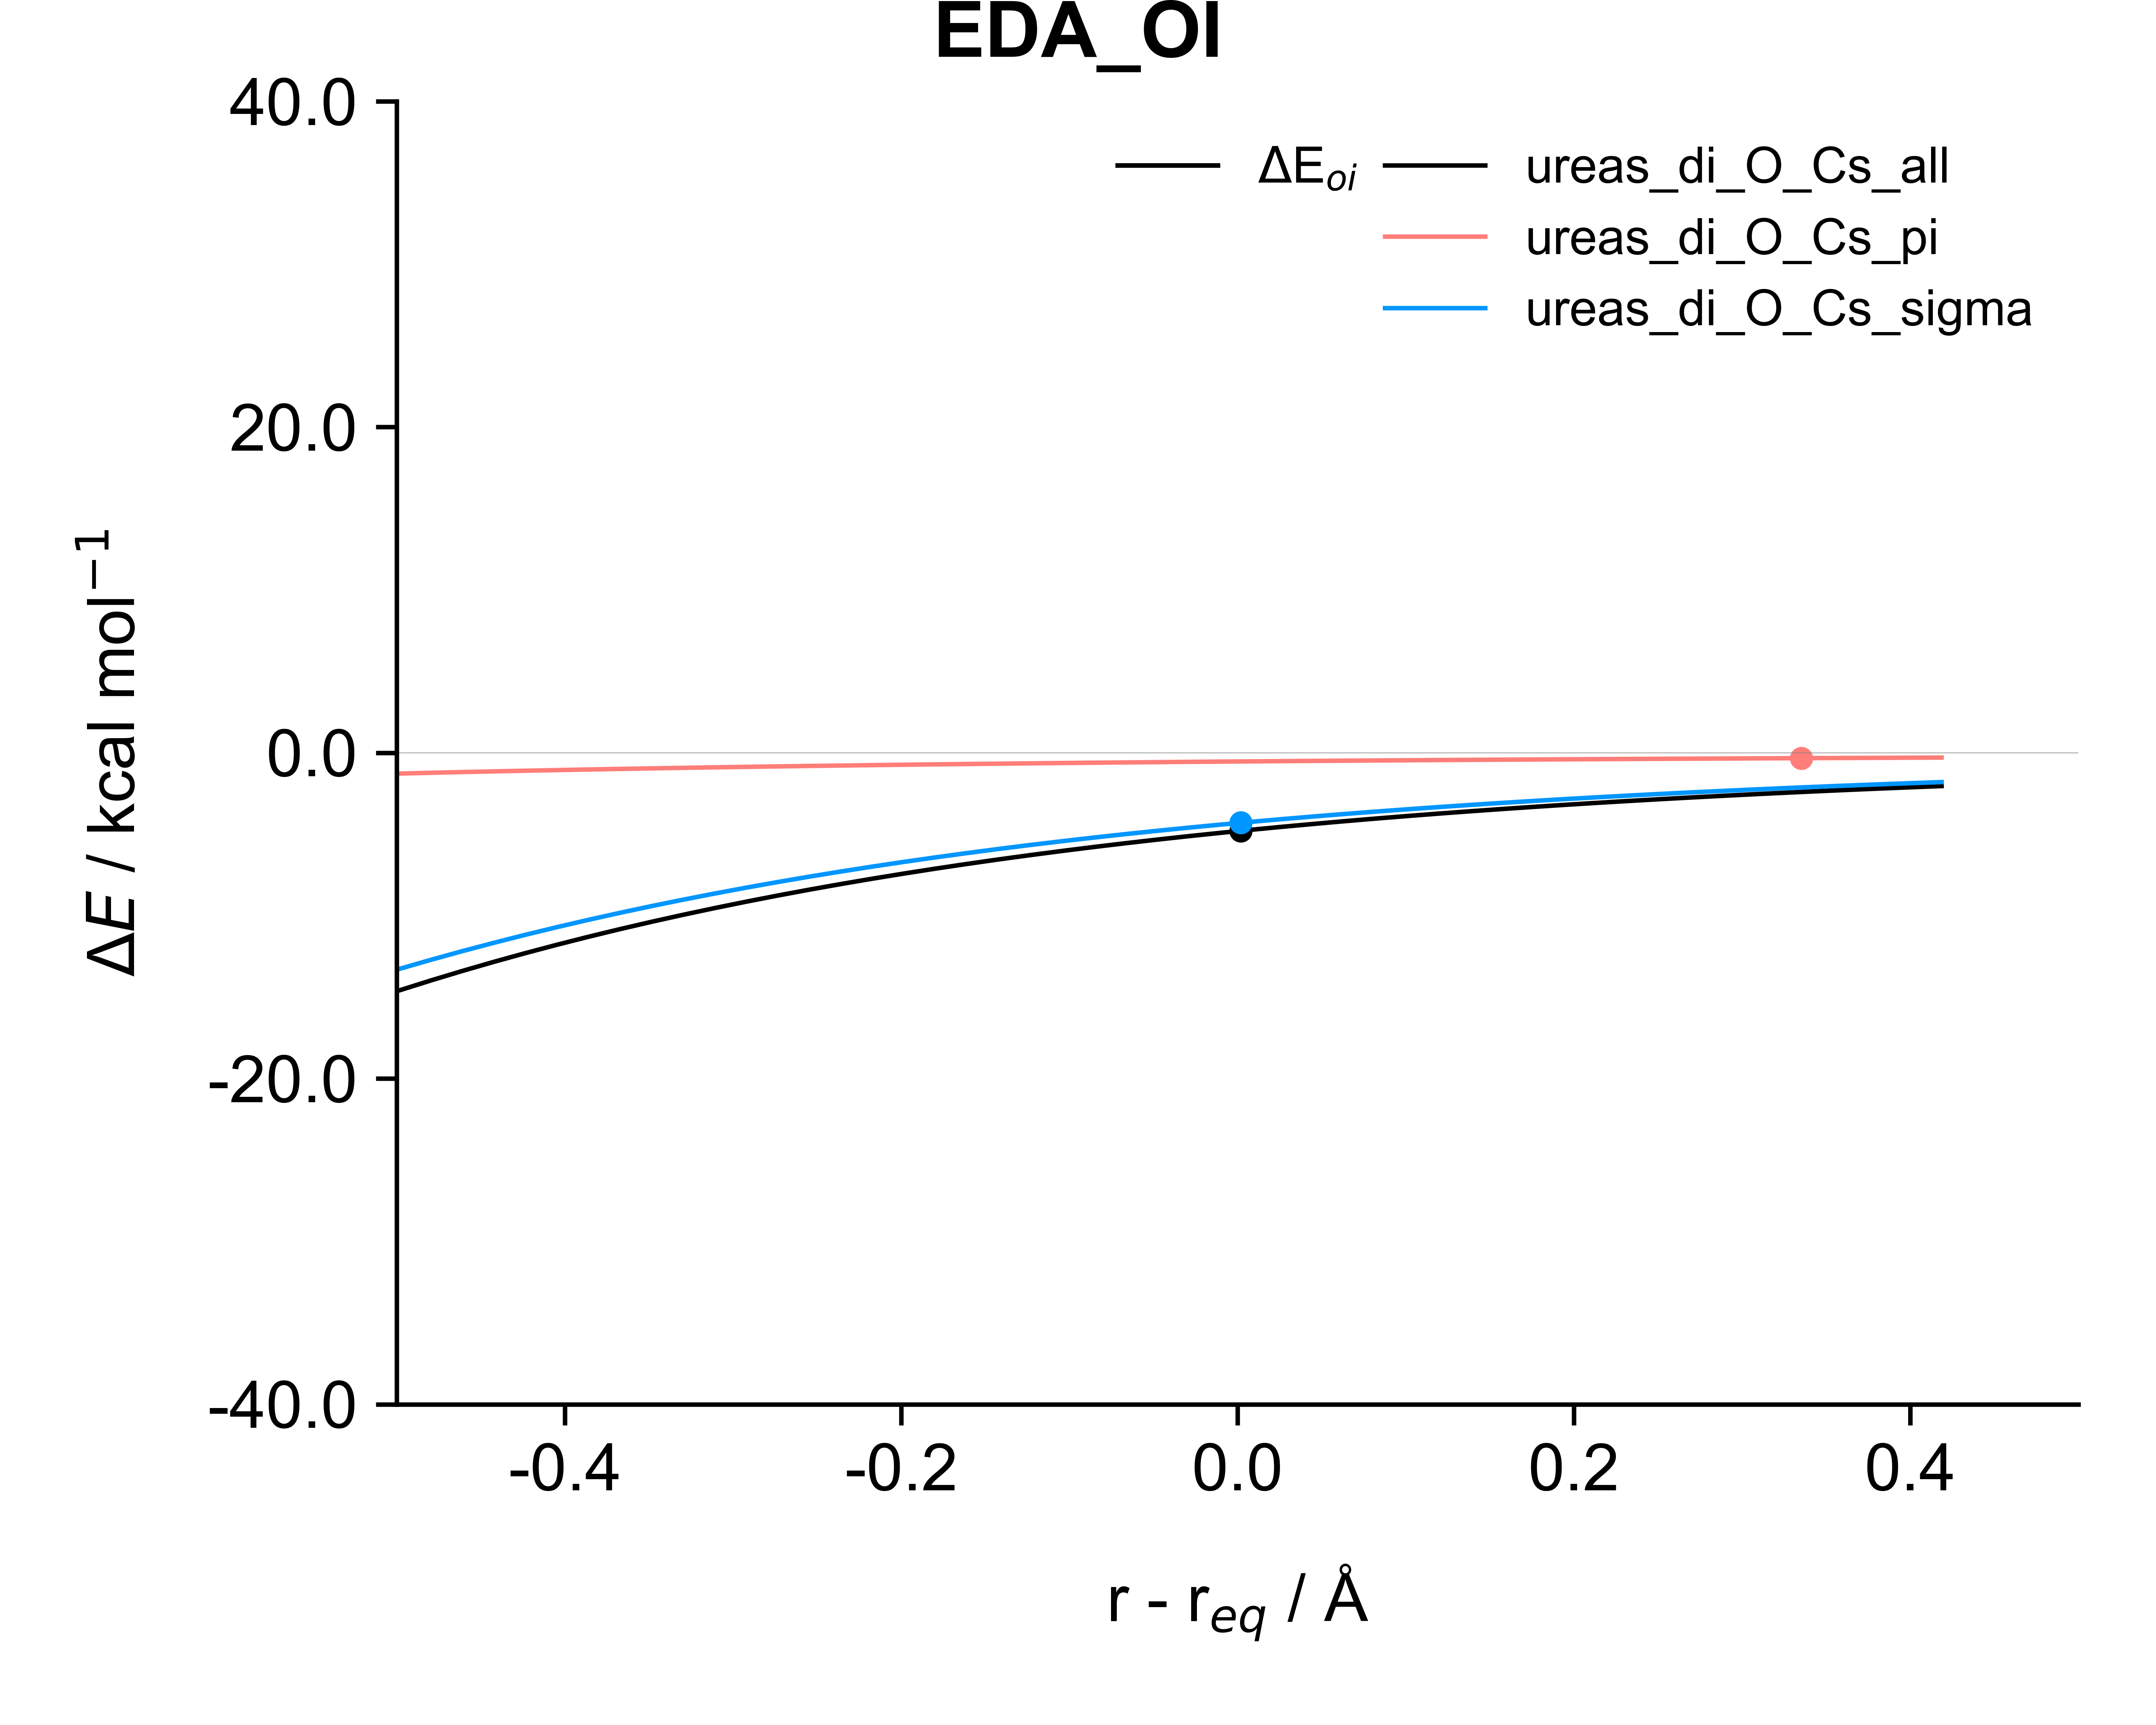 EDA_OI
40.0
20.0
0.0
-20.0
-40.0
ΔE / kcal mol⁻¹
ΔE_oi
ureas_di_O_Cs_all
ureas_di_O_Cs_pi
ureas_di_O_Cs_sigma
-0.4 -0.2 0.0 0.2 0.4
r - r_eq / Å